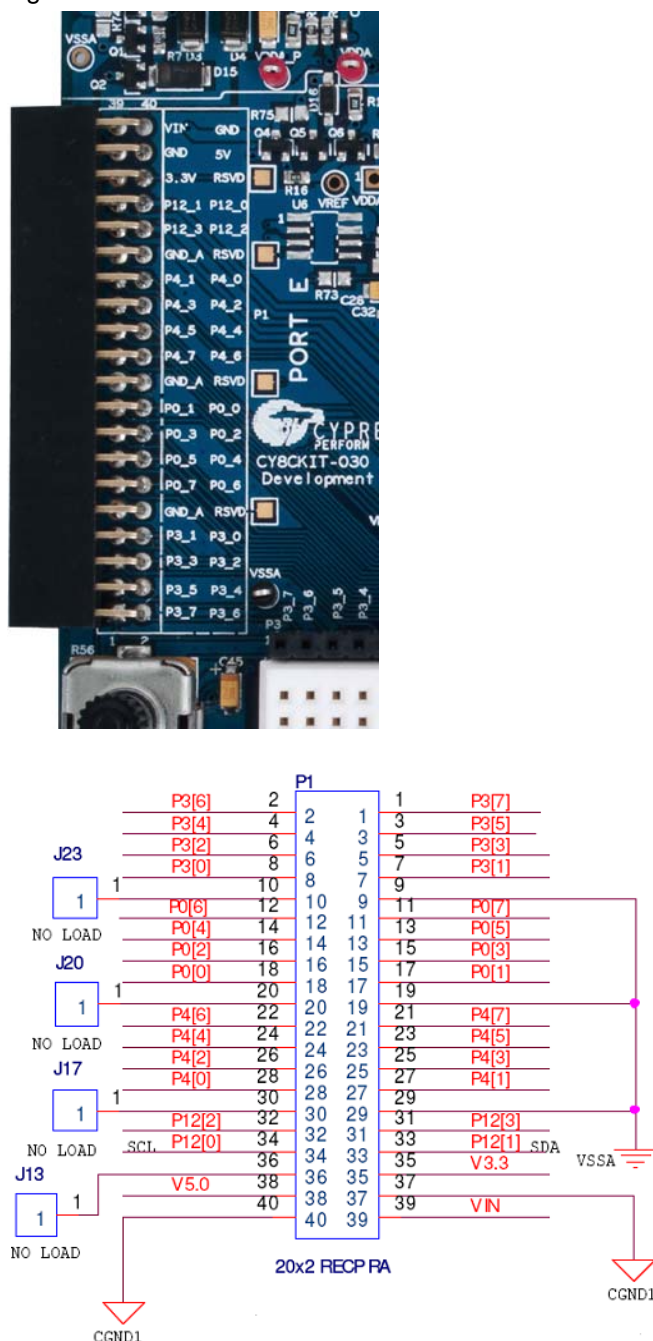 VSSA
Q1
R7 D3
D4
VDDA_P
VDDA
Q2
D15
D16
39 40
R75
VIN GND
Q4 Q5 Q6
GND 5V
3.3V RSVD
R16
1
P12_1 P12_0
U6 VREF VDDA
1
P12_3 P12_2
GND_A RSVD
P4_1 P4_0
R73 C26
P4_3 P4_2
C32
P4_5 P4_4
P1
PORT E
P4_7 P4_6
GND_A RSVD
P0_1 P0_0
CYPRE
P0_3 P0_2
PERFORM
P0_5 P0_4
CY8CKIT-030
P0_7 P0_6
Development
GND_A RSVD
P3_1 P3_0
P3_3 P3_2
VSSA
P3_5 P3_4
P3_7 P3_6
P3_7 P3_6 P3_5 P3_4
P3
1 2
R56
+C45
P1
P3[6] 2 2 1 1 P3[7]
P3[4] 4 4 3 3 P3[5]
P3[2] 6 6 5 5 P3[3]
P3[0] 8 8 7 7 P3[1]
J23 1 1 10 10 9 9
NO LOAD
P0[6] 12 12 11 11 P0[7]
P0[4] 14 14 13 13 P0[5]
P0[2] 16 16 15 15 P0[3]
P0[0] 18 18 17 17 P0[1]
J20 1 1 20 20 19 19
NO LOAD
P4[6] 22 22 21 21 P4[7]
P4[4] 24 24 23 23 P4[5]
P4[2] 26 26 25 25 P4[3]
P4[0] 28 28 27 27 P4[1]
J17 1 1 30 30 29 29
NO LOAD
P12[2] 32 32 31 31 P12[3]
SCL P12[0] 34 34 33 33 P12[1] SDA
VSSA
J13 1 1 36 36 35 35 V3.3
NO LOAD
V5.0 38 38 37 37
40 40 39 39 VIN
20x2 RECP RA
CGND1
CGND1